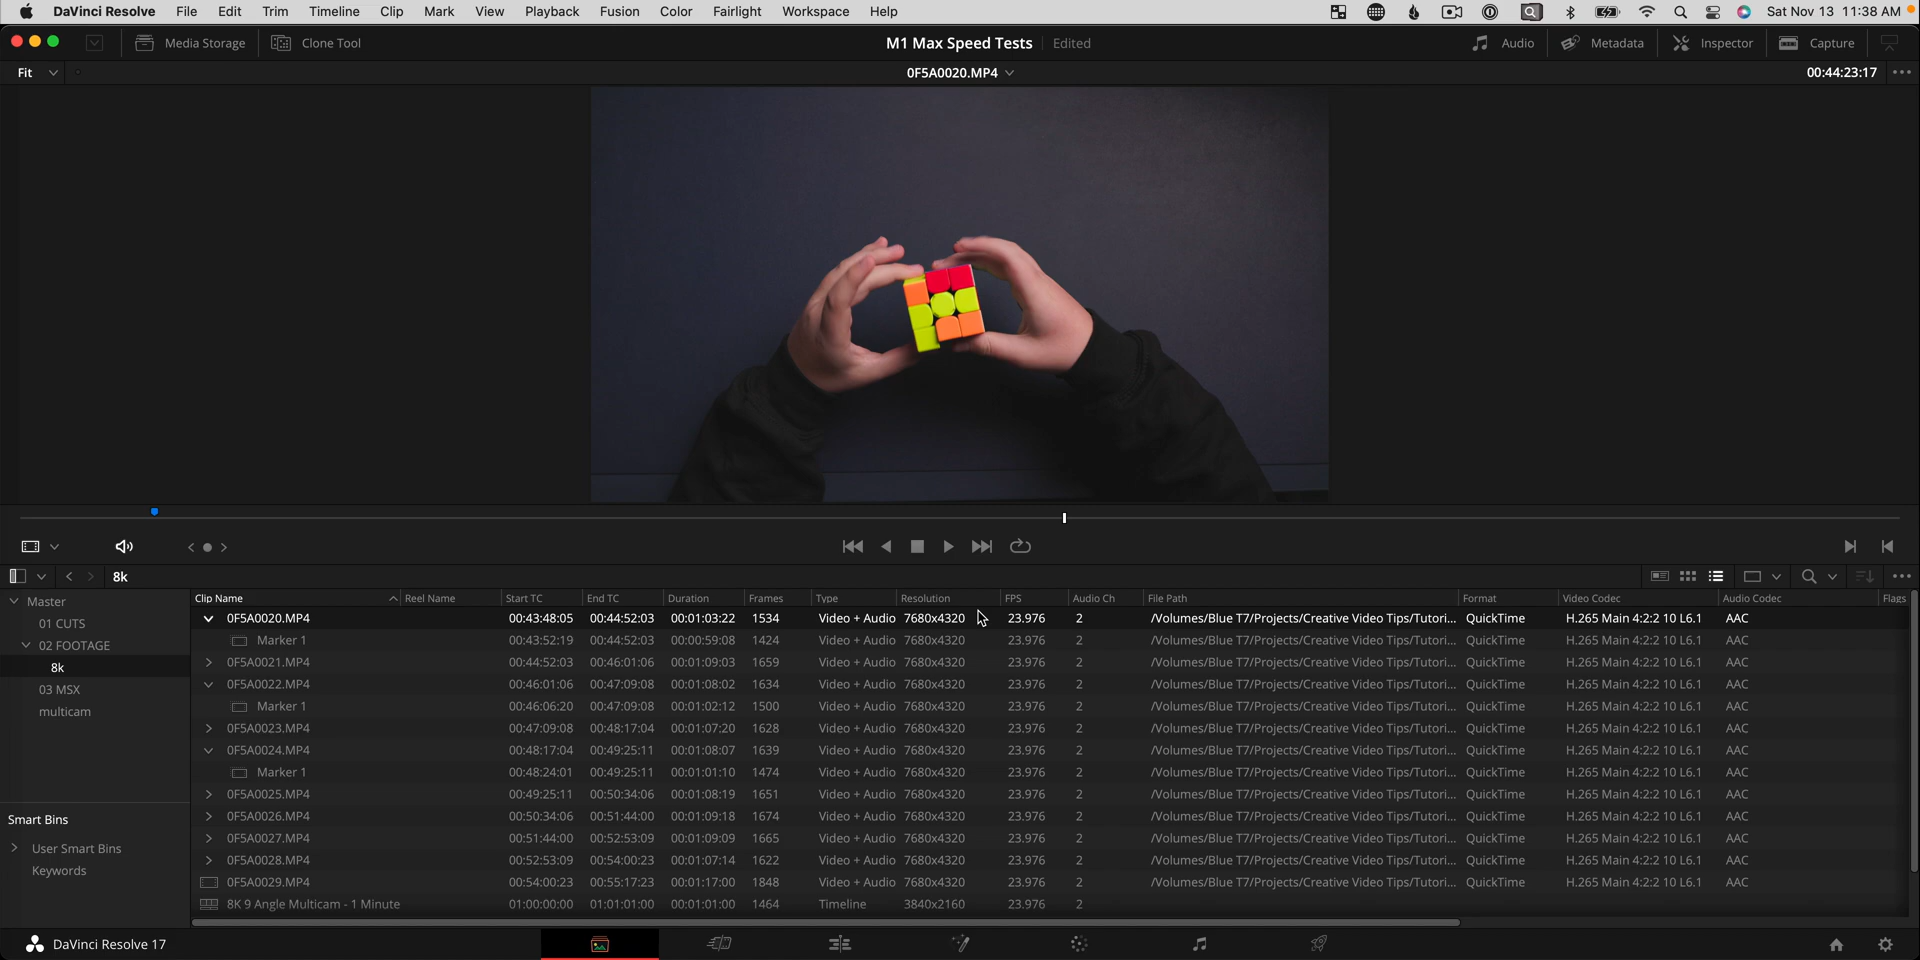 DaVinci Resolve File Edit Trim Timeline Clip Mark View Playback Fusion Color Fairlight Workspace Help Sat Nov 13 11:38 AM
Media Storage Clone Tool M1 Max Speed Tests Edited Audio Metadata Inspector Capture
Fit 0F5A0020.MP4 00:44:23:17
8k
Clip Name Reel Name Start TC End TC Duration Frames Type Resolution FPS Audio Ch File Path Format Video Codec Audio Codec Flags
Master
01 CUTS
02 FOOTAGE
8k
03 MSX
multicam
Smart Bins
User Smart Bins
Keywords
0F5A0020.MP4 00:43:48:05 00:44:52:03 00:01:03:22 1534 Video + Audio 7680x4320 23.976 2 /Volumes/Blue T7/Projects/Creative Video Tips/Tutori... QuickTime H.265 Main 4:2:2 10 L6.1 AAC
Marker 1 00:43:52:19 00:44:52:03 00:00:59:08 1424 Video + Audio 7680x4320 23.976 2 /Volumes/Blue T7/Projects/Creative Video Tips/Tutori... QuickTime H.265 Main 4:2:2 10 L6.1 AAC
0F5A0021.MP4 00:44:52:03 00:46:01:06 00:01:09:03 1659 Video + Audio 7680x4320 23.976 2 /Volumes/Blue T7/Projects/Creative Video Tips/Tutori... QuickTime H.265 Main 4:2:2 10 L6.1 AAC
0F5A0022.MP4 00:46:01:06 00:47:09:08 00:01:08:02 1634 Video + Audio 7680x4320 23.976 2 /Volumes/Blue T7/Projects/Creative Video Tips/Tutori... QuickTime H.265 Main 4:2:2 10 L6.1 AAC
Marker 1 00:46:06:20 00:47:09:08 00:01:02:12 1500 Video + Audio 7680x4320 23.976 2 /Volumes/Blue T7/Projects/Creative Video Tips/Tutori... QuickTime H.265 Main 4:2:2 10 L6.1 AAC
0F5A0023.MP4 00:47:09:08 00:48:17:04 00:01:07:20 1628 Video + Audio 7680x4320 23.976 2 /Volumes/Blue T7/Projects/Creative Video Tips/Tutori... QuickTime H.265 Main 4:2:2 10 L6.1 AAC
0F5A0024.MP4 00:48:17:04 00:49:25:11 00:01:08:07 1639 Video + Audio 7680x4320 23.976 2 /Volumes/Blue T7/Projects/Creative Video Tips/Tutori... QuickTime H.265 Main 4:2:2 10 L6.1 AAC
Marker 1 00:48:24:01 00:49:25:11 00:01:01:10 1474 Video + Audio 7680x4320 23.976 2 /Volumes/Blue T7/Projects/Creative Video Tips/Tutori... QuickTime H.265 Main 4:2:2 10 L6.1 AAC
0F5A0025.MP4 00:49:25:11 00:50:34:06 00:01:08:19 1651 Video + Audio 7680x4320 23.976 2 /Volumes/Blue T7/Projects/Creative Video Tips/Tutori... QuickTime H.265 Main 4:2:2 10 L6.1 AAC
0F5A0026.MP4 00:50:34:06 00:51:44:00 00:01:09:18 1674 Video + Audio 7680x4320 23.976 2 /Volumes/Blue T7/Projects/Creative Video Tips/Tutori... QuickTime H.265 Main 4:2:2 10 L6.1 AAC
0F5A0027.MP4 00:51:44:00 00:52:53:09 00:01:09:09 1665 Video + Audio 7680x4320 23.976 2 /Volumes/Blue T7/Projects/Creative Video Tips/Tutori... QuickTime H.265 Main 4:2:2 10 L6.1 AAC
0F5A0028.MP4 00:52:53:09 00:54:00:23 00:01:07:14 1622 Video + Audio 7680x4320 23.976 2 /Volumes/Blue T7/Projects/Creative Video Tips/Tutori... QuickTime H.265 Main 4:2:2 10 L6.1 AAC
0F5A0029.MP4 00:54:00:23 00:55:17:23 00:01:17:00 1848 Video + Audio 7680x4320 23.976 2 /Volumes/Blue T7/Projects/Creative Video Tips/Tutori... QuickTime H.265 Main 4:2:2 10 L6.1 AAC
8K 9 Angle Multicam - 1 Minute 01:00:00:00 01:01:01:00 00:01:01:00 1464 Timeline 3840x2160 23.976 2
DaVinci Resolve 17